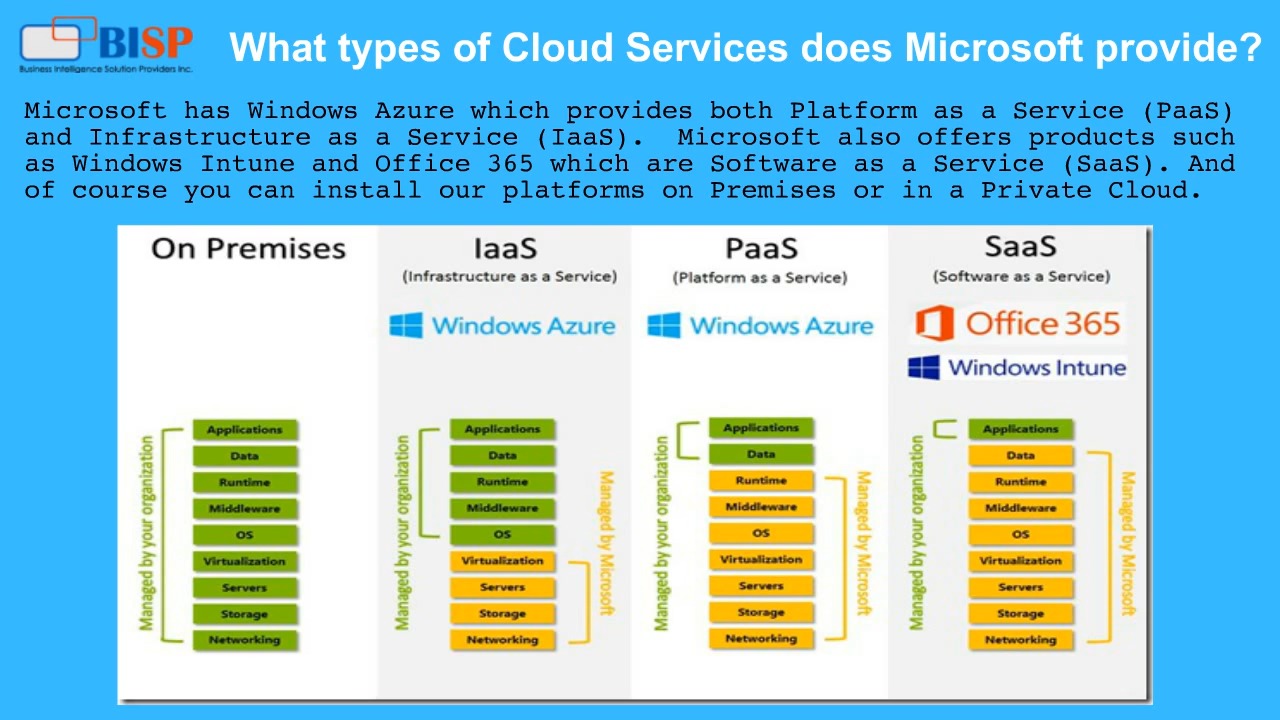 BISP
Business Intelligence Solution Providers Inc.
What types of Cloud Services does Microsoft provide?
Microsoft has Windows Azure which provides both Platform as a Service (PaaS)
and Infrastructure as a Service (IaaS).  Microsoft also offers products such
as Windows Intune and Office 365 which are Software as a Service (SaaS). And
of course you can install our platforms on Premises or in a Private Cloud.
On Premises
Managed by your organization
Applications
Data
Runtime
Middleware
OS
Virtualization
Servers
Storage
Networking
IaaS
(Infrastructure as a Service)
Windows Azure
Managed by your organization
Applications
Data
Runtime
Middleware
OS
Virtualization
Servers
Storage
Networking
Managed by Microsoft
PaaS
(Platform as a Service)
Windows Azure
Managed by your organization
Applications
Data
Runtime
Middleware
OS
Virtualization
Servers
Storage
Networking
Managed by Microsoft
SaaS
(Software as a Service)
Office 365
Windows Intune
Managed by your organization
Applications
Data
Runtime
Middleware
OS
Virtualization
Servers
Storage
Networking
Managed by Microsoft